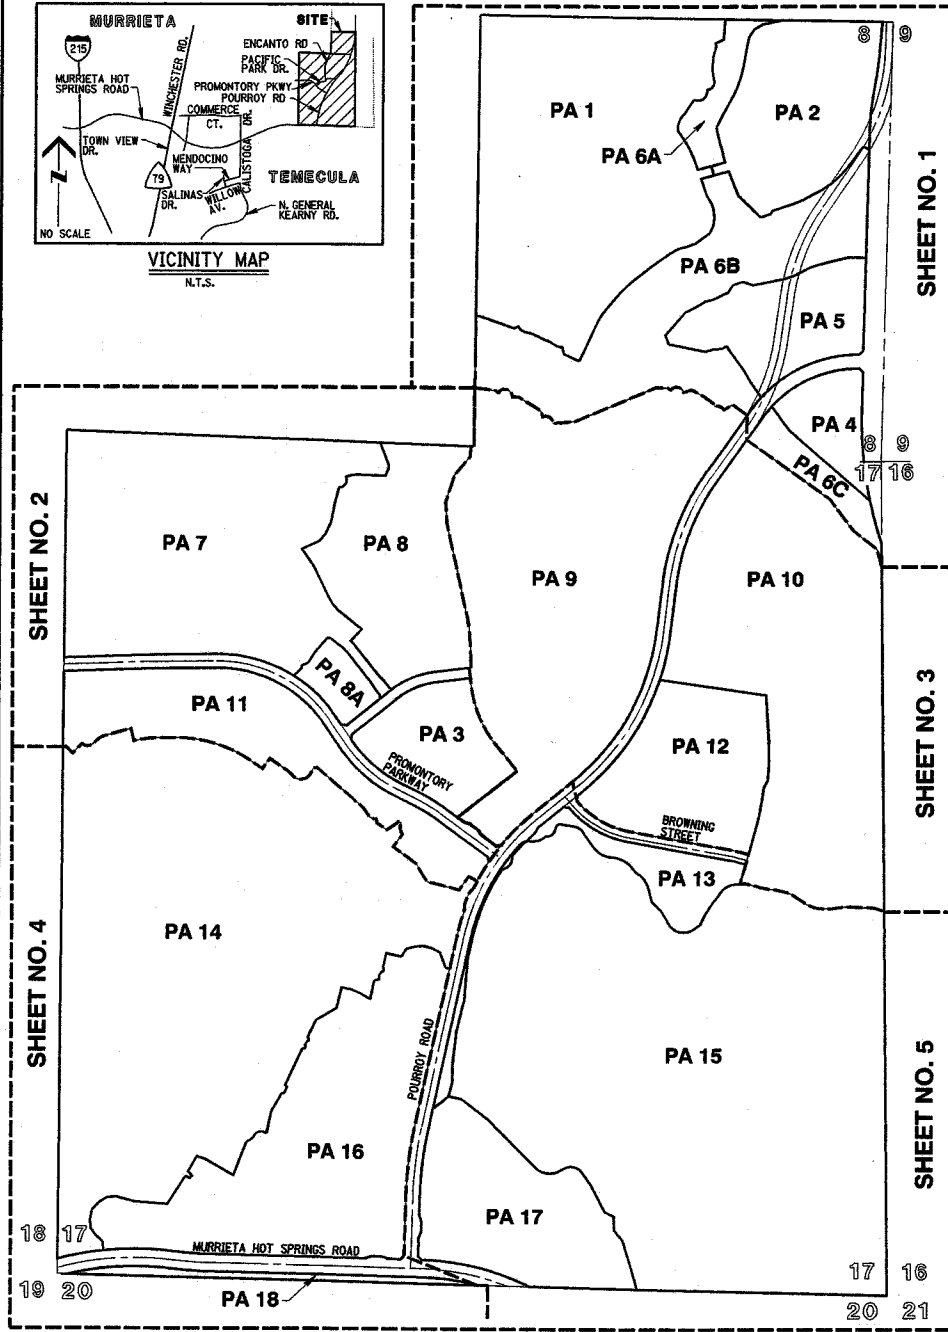 MURRIETA
SITE
215
ENCANTO RD
PACIFIC
PARK DR.
MURRIETA HOT
SPRINGS ROAD
WINCHESTER RD.
PROMONTORY PKWY
POURROY RD
COMMERCE
CT.
CALISTOGA DR.
TOWN VIEW
DR.
MENDOCINO
WAY
TEMECULA
79
SALINAS
DR.
WILLOW
AV.
N. GENERAL
KEARNY RD.
N
NO SCALE
VICINITY MAP
N.T.S.
8 9
PA 1
PA 2
PA 6A
SHEET NO. 1
PA 6B
PA 5
PA 4
8 9
17 16
PA 6C
SHEET NO. 2
PA 7
PA 8
PA 9
PA 10
PA 8A
PA 11
PA 3
PA 12
SHEET NO. 3
PROMONTORY
PARKWAY
BROWNING
STREET
PA 13
PA 14
SHEET NO. 4
POURROY ROAD
PA 15
SHEET NO. 5
PA 16
PA 17
18 17
MURRIETA HOT SPRINGS ROAD
17 16
19 20
PA 18
20 21